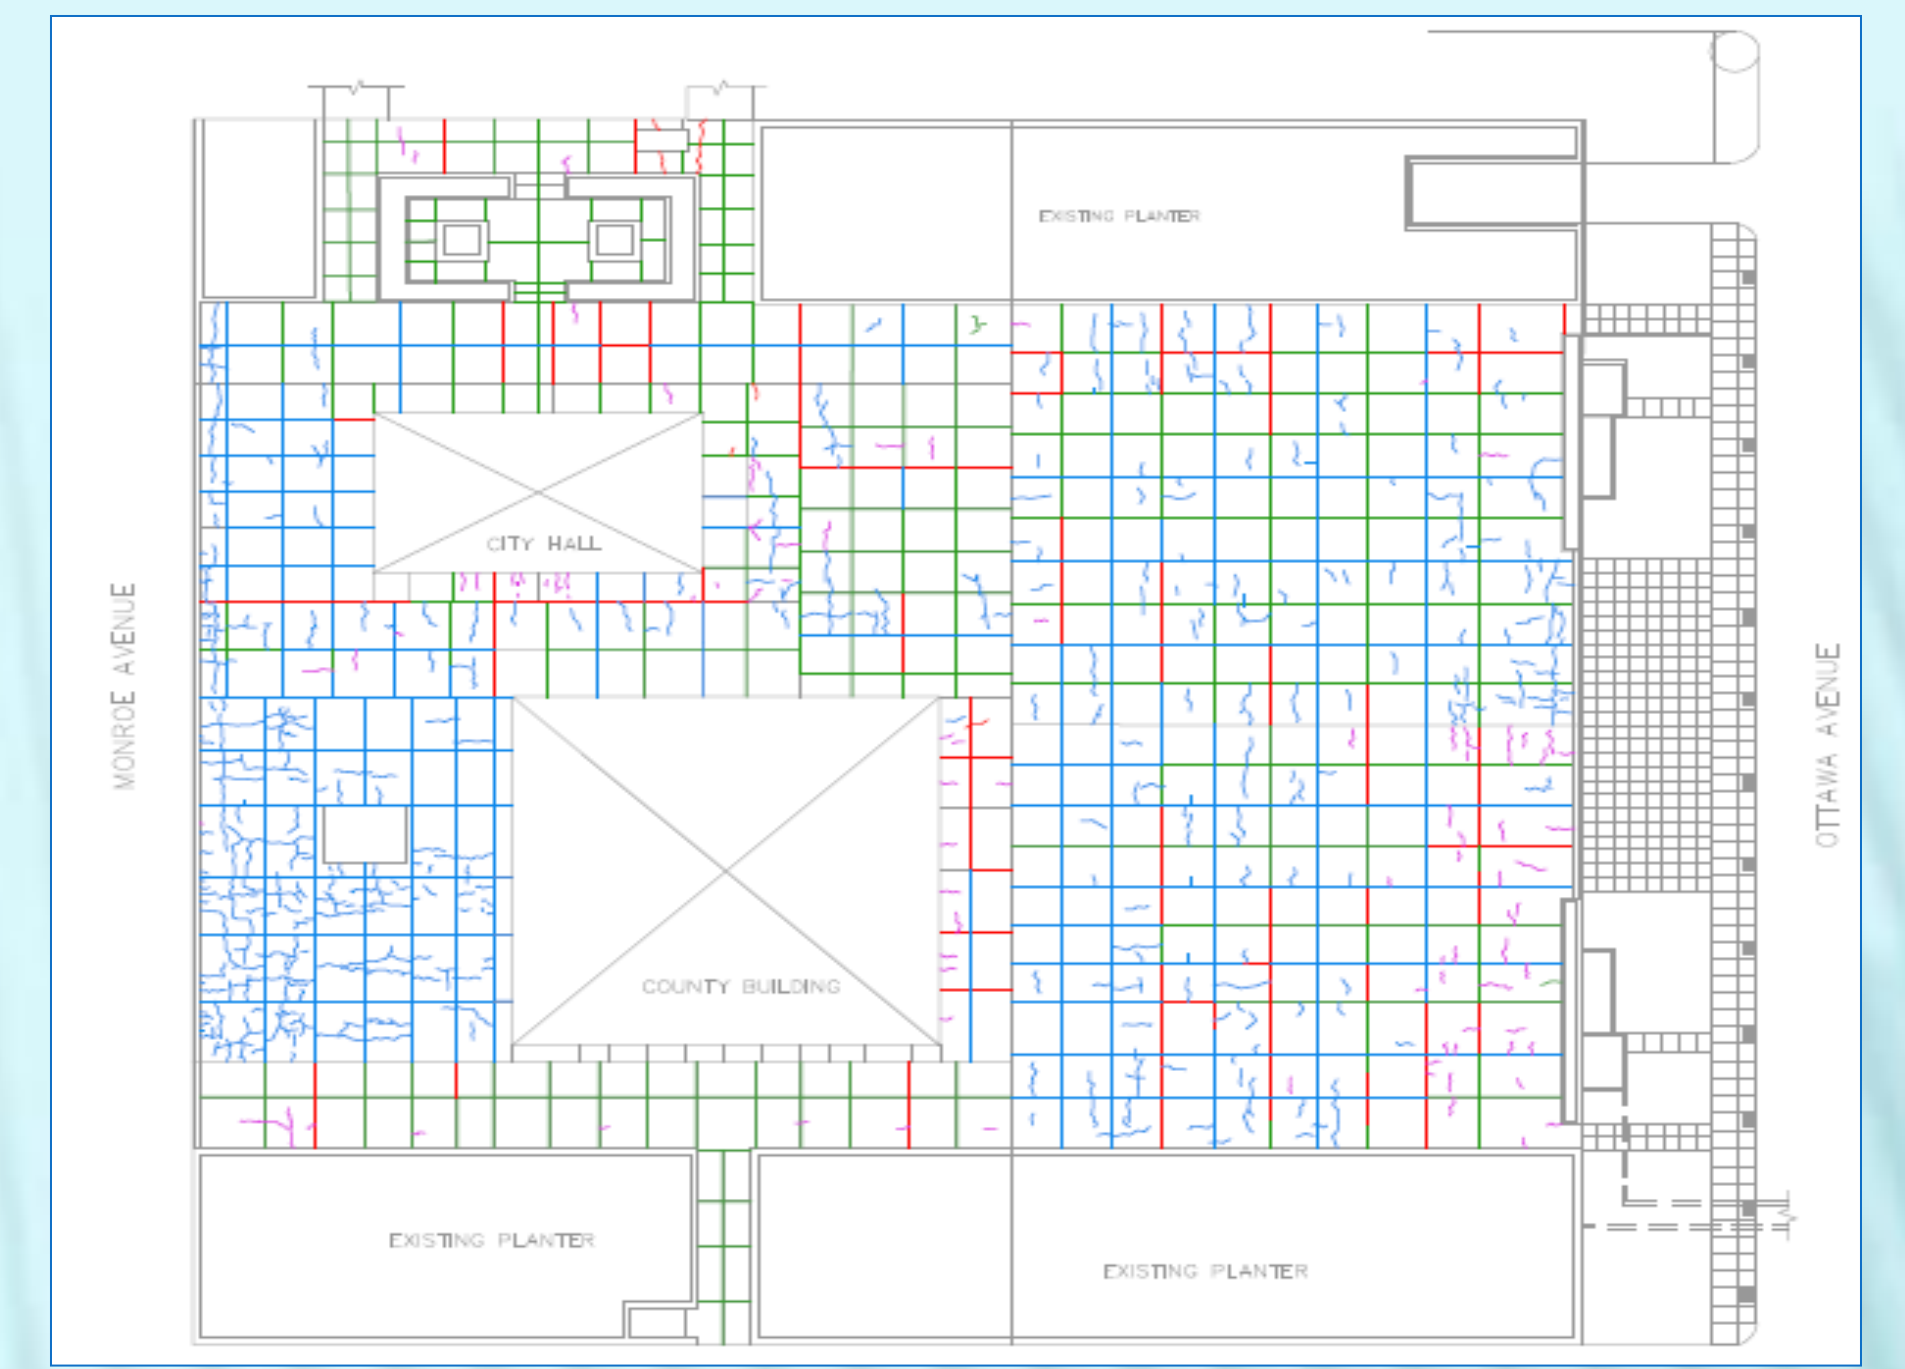 EXISTING PLANTER
CITY HALL
MONROE AVENUE
OTTAWA AVENUE
COUNTY BUILDING
EXISTING PLANTER
EXISTING PLANTER